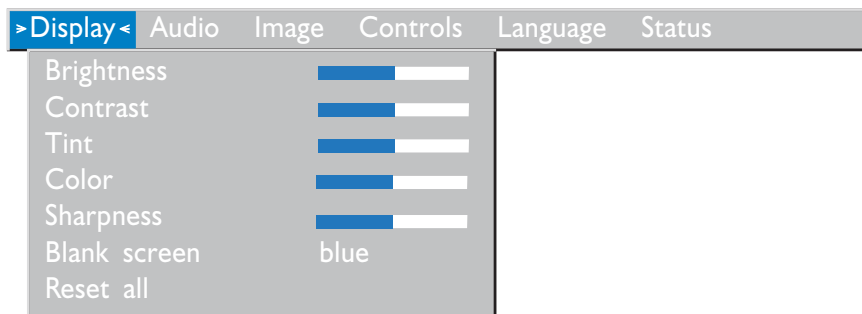 >Display< Audio Image Controls Language Status
Brightness
Contrast
Tint
Color
Sharpness
Blank screen blue
Reset all